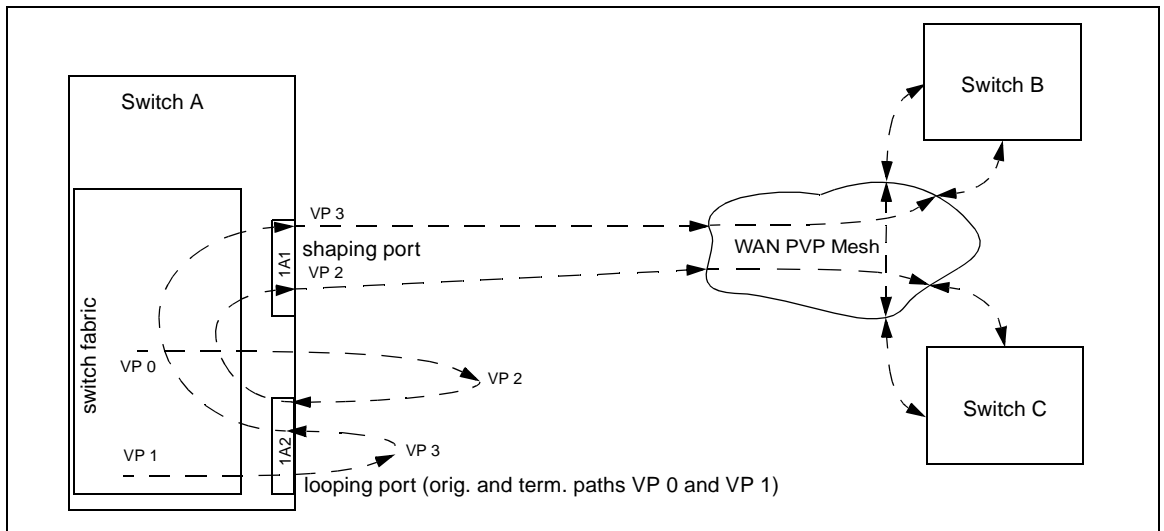 Switch B
Switch A
VP 3
shaping port
1A1
VP 2
WAN PVP Mesh
switch fabric
VP 0
VP 2
Switch C
1A2
VP 3
VP 1
looping port (orig. and term. paths VP 0 and VP 1)